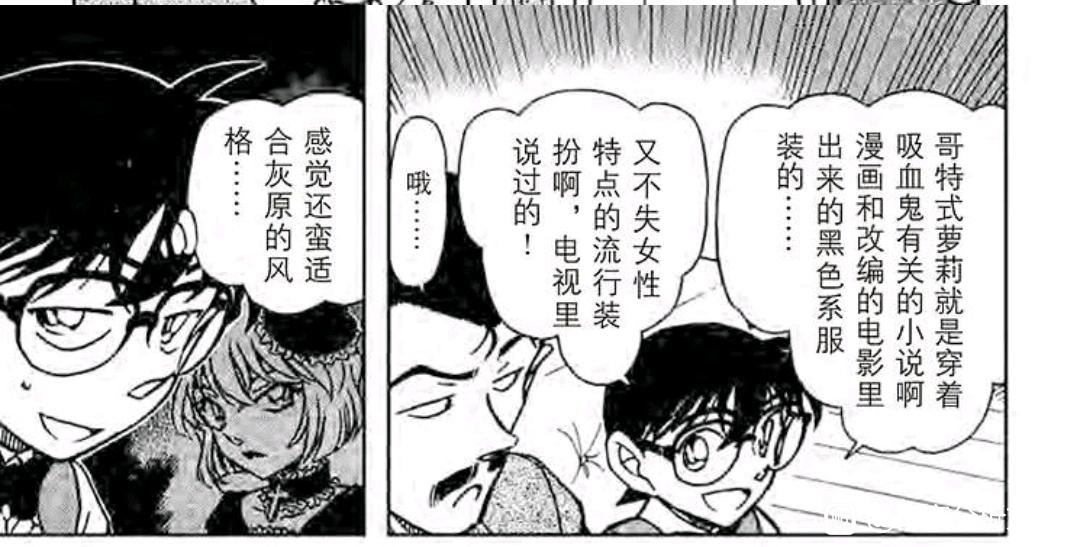 哥特式萝莉就是穿着
吸血鬼有关的小说啊
漫画和改编的电影里
出来的黑色系服
装的……
又不失女性
特点的流行装
扮啊，电视里
说过的！
哦……
感觉还蛮适
合灰原的风
格……